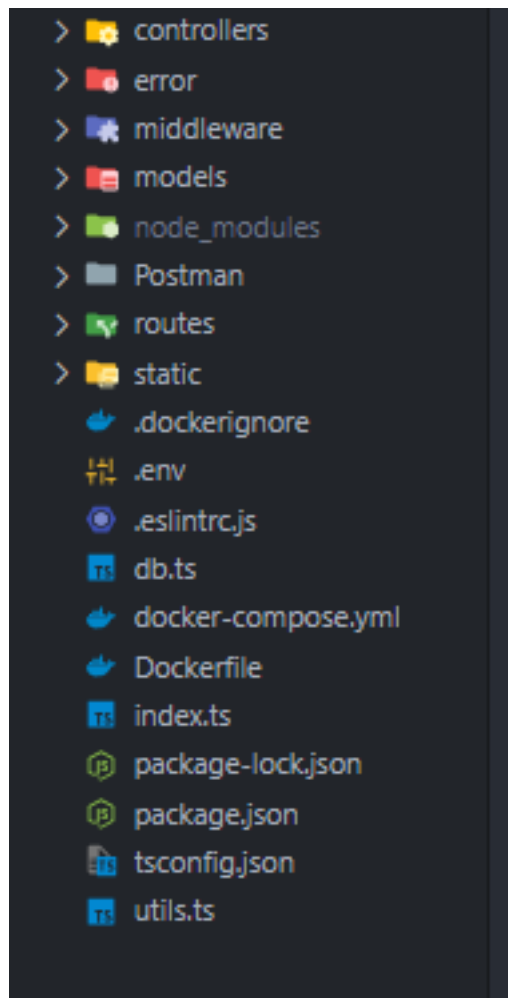 controllers
error
middleware
models
node_modules
Postman
routes
static
.dockerignore
.env
.eslintrc.js
db.ts
docker-compose.yml
Dockerfile
index.ts
package-lock.json
package.json
tsconfig.json
utils.ts